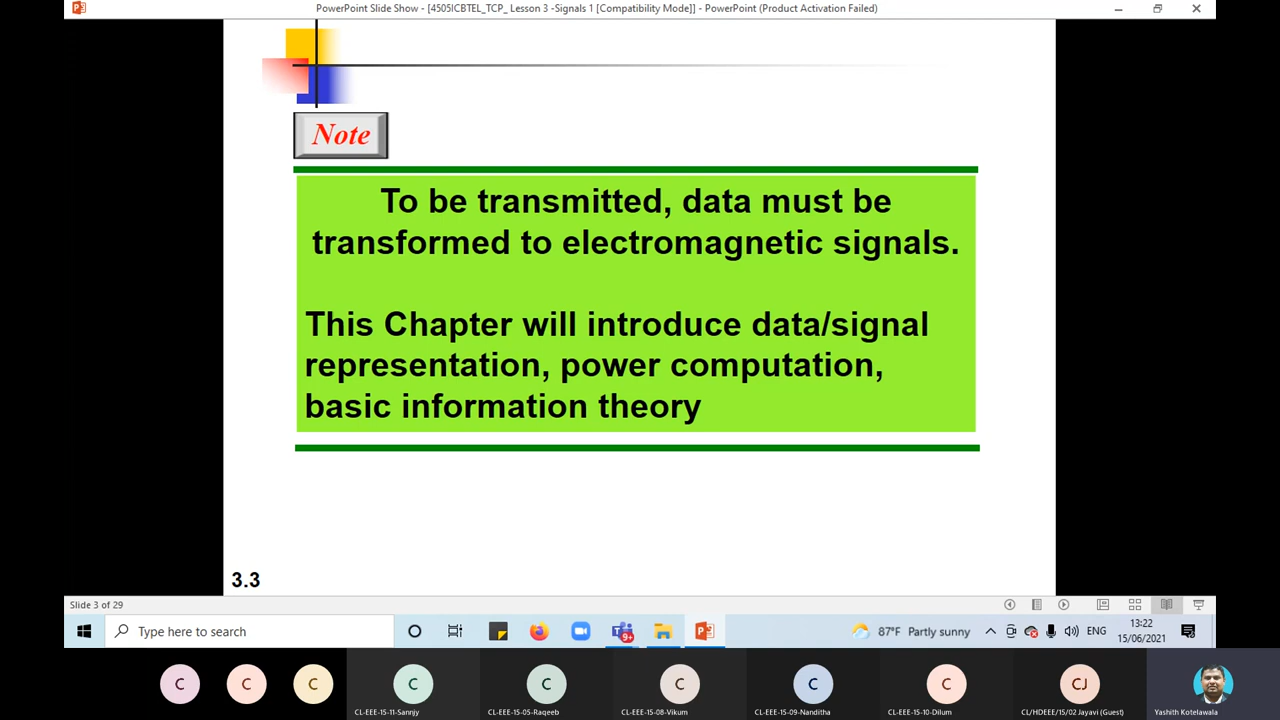 PowerPoint Slide Show - [4505ICBTEL_TCP_ Lesson 3 -Signals 1 [Compatibility Mode]] - PowerPoint (Product Activation Failed)
Note
To be transmitted, data must be
transformed to electromagnetic signals.
This Chapter will introduce data/signal
representation, power computation,
basic information theory
3.3
Slide 3 of 29
Type here to search
9+
87°F Partly sunny
ENG
13:22
15/06/2021
C
C
C
C
C
C
C
C
CJ
CL-EEE-15-11-Sannjy
CL-EEE-15-05-Raqeeb
CL-EEE-15-08-Vikum
CL-EEE-15-09-Nanditha
CL-EEE-15-10-Dilum
CL/HDEEE/15/02 Jayavi (Guest)
Yashith Kotelawala